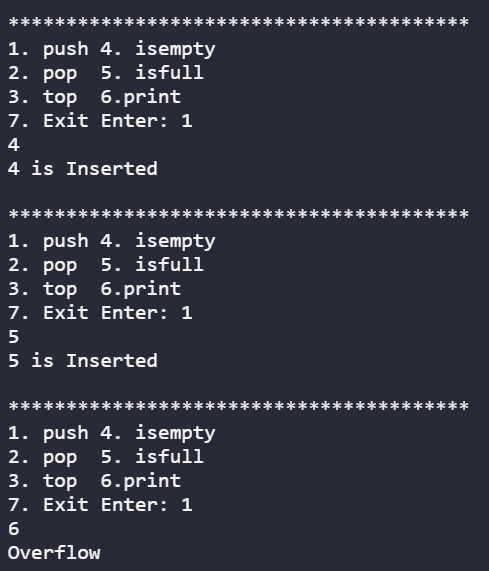 ****************************************
1. push 4. isempty
2. pop  5. isfull
3. top  6.print
7. Exit Enter: 1
4
4 is Inserted

****************************************
1. push 4. isempty
2. pop  5. isfull
3. top  6.print
7. Exit Enter: 1
5
5 is Inserted

****************************************
1. push 4. isempty
2. pop  5. isfull
3. top  6.print
7. Exit Enter: 1
6
Overflow